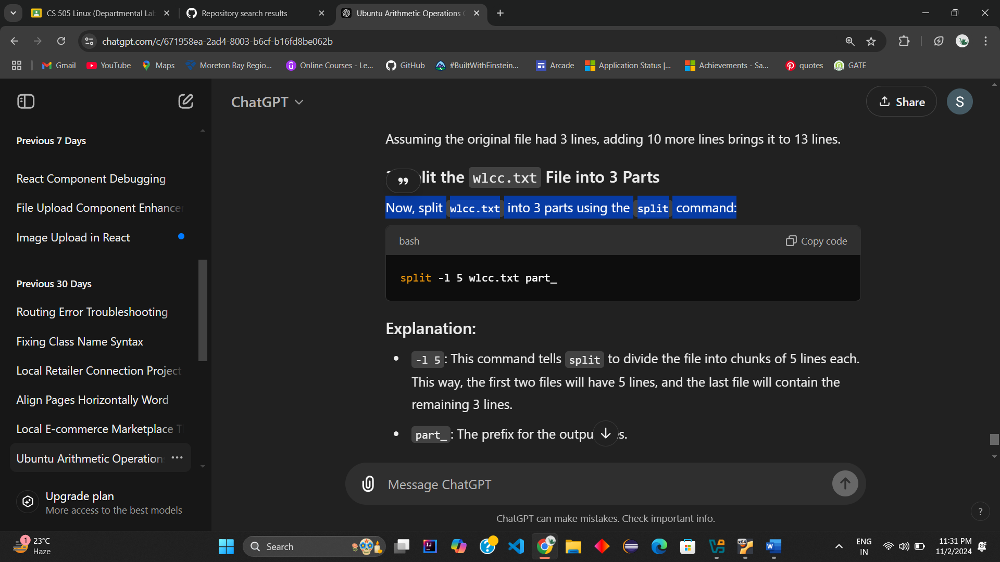 CS 505 Linux (Departmental Lab
Repository search results
Ubuntu Arithmetic Operations
chatgpt.com/c/671958ea-2ad4-8003-b6cf-b16fd8be062b
Gmail
YouTube
Maps
Moreton Bay Regio...
Online Courses - Le...
GitHub
#BuiltWithEinstein...
Arcade
Application Status |...
Achievements - Sa...
quotes
GATE
ChatGPT
Share
S
Previous 7 Days
React Component Debugging
File Upload Component Enhancer
Image Upload in React
Previous 30 Days
Routing Error Troubleshooting
Fixing Class Name Syntax
Local Retailer Connection Project
Align Pages Horizontally Word
Local E-commerce Marketplace T
Ubuntu Arithmetic Operations
Upgrade plan
More access to the best models
Assuming the original file had 3 lines, adding 10 more lines brings it to 13 lines.
lit the wlcc.txt File into 3 Parts
Now, split wlcc.txt into 3 parts using the split command:
bash
Copy code
split -l 5 wlcc.txt part_
Explanation:
• -l 5: This command tells split to divide the file into chunks of 5 lines each.
This way, the first two files will have 5 lines, and the last file will contain the
remaining 3 lines.
• part_: The prefix for the outpu s.
Message ChatGPT
ChatGPT can make mistakes. Check important info.
?
1
23°C
Haze
Search
ENG
IN
11:31 PM
11/2/2024